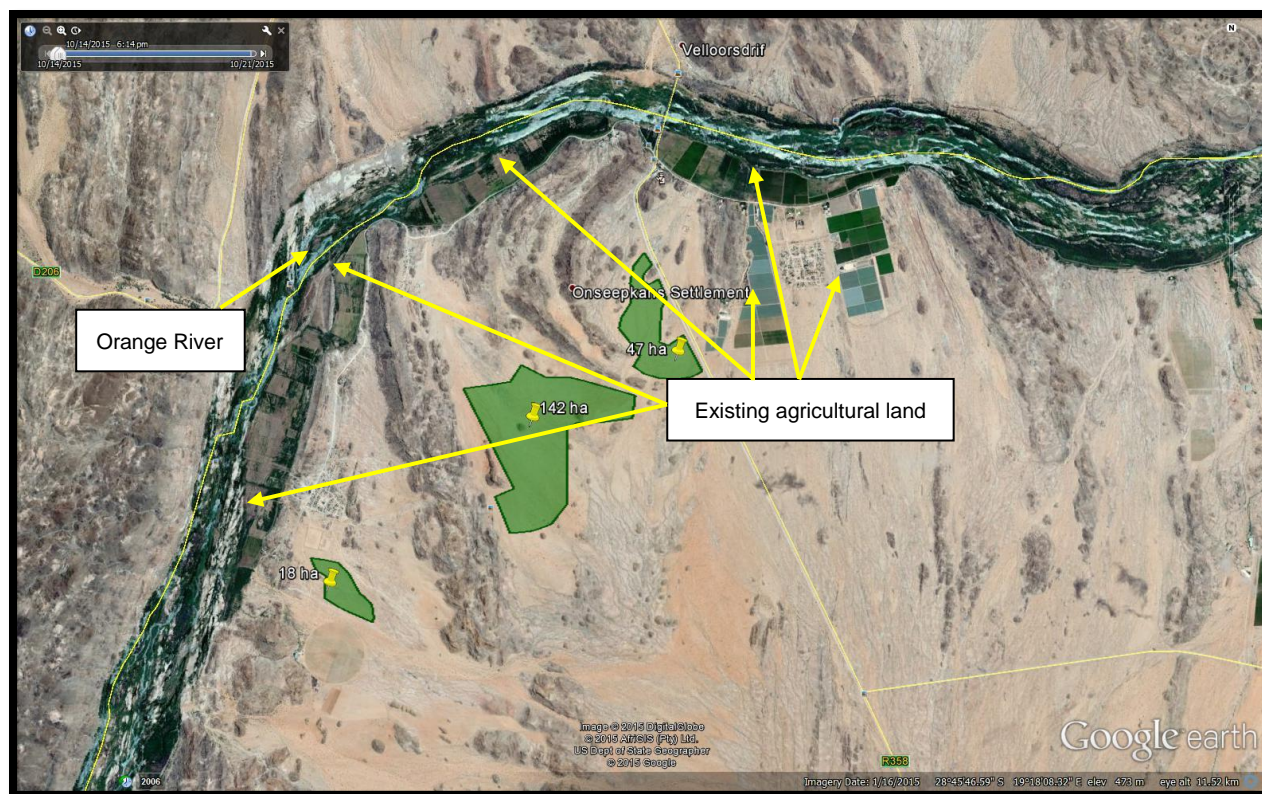 10/14/2015 6:14 pm
10/14/2015 10/21/2015
N
Velloorsdrif
D206
Onseepkans Settlement
Orange River
47 ha
142 ha
Existing agricultural land
18 ha
Image © 2015 DigitalGlobe
© 2015 AfriGIS (Pty) Ltd.
US Dept of State Geographer
© 2015 Google
Google earth
R358
2006
Imagery Date: 1/16/2015 28°45'46.59" S 19°18'08.32" E elev 473 m eye alt 11.52 km